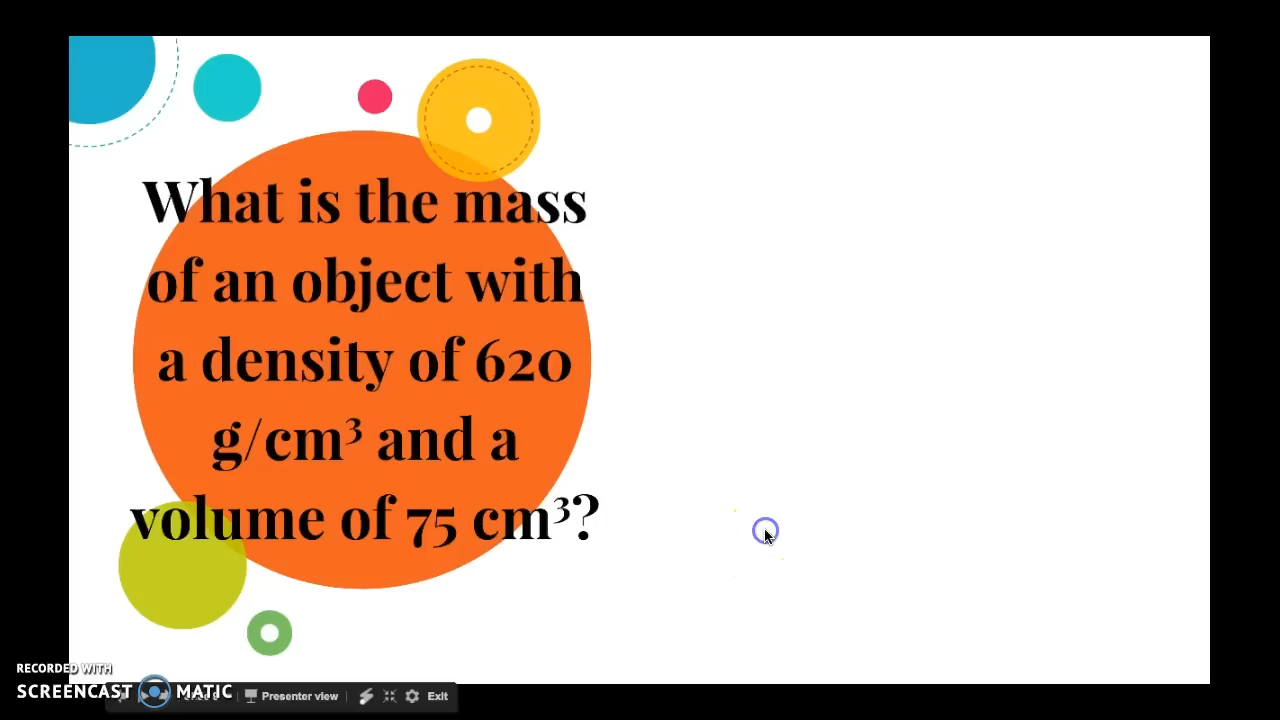 What is the mass
of an object with
a density of 620
g/cm³ and a
volume of 75 cm³?
RECORDED WITH
SCREENCAST MATIC
Presenter view
Exit